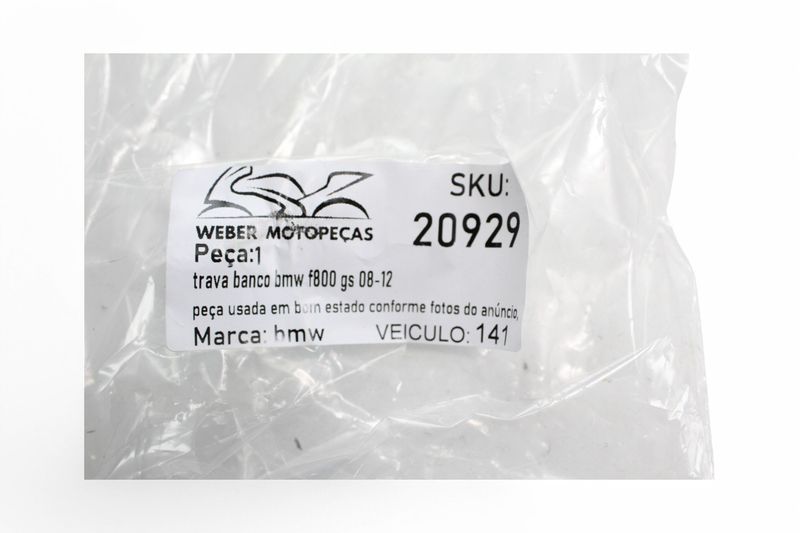 WEBER MOTOPEÇAS
SKU:
20929
Peça:1
trava banco bmw f800 gs 08-12
peça usada em bom estado conforme fotos do anúncio,
Marca: bmw VEICULO: 141